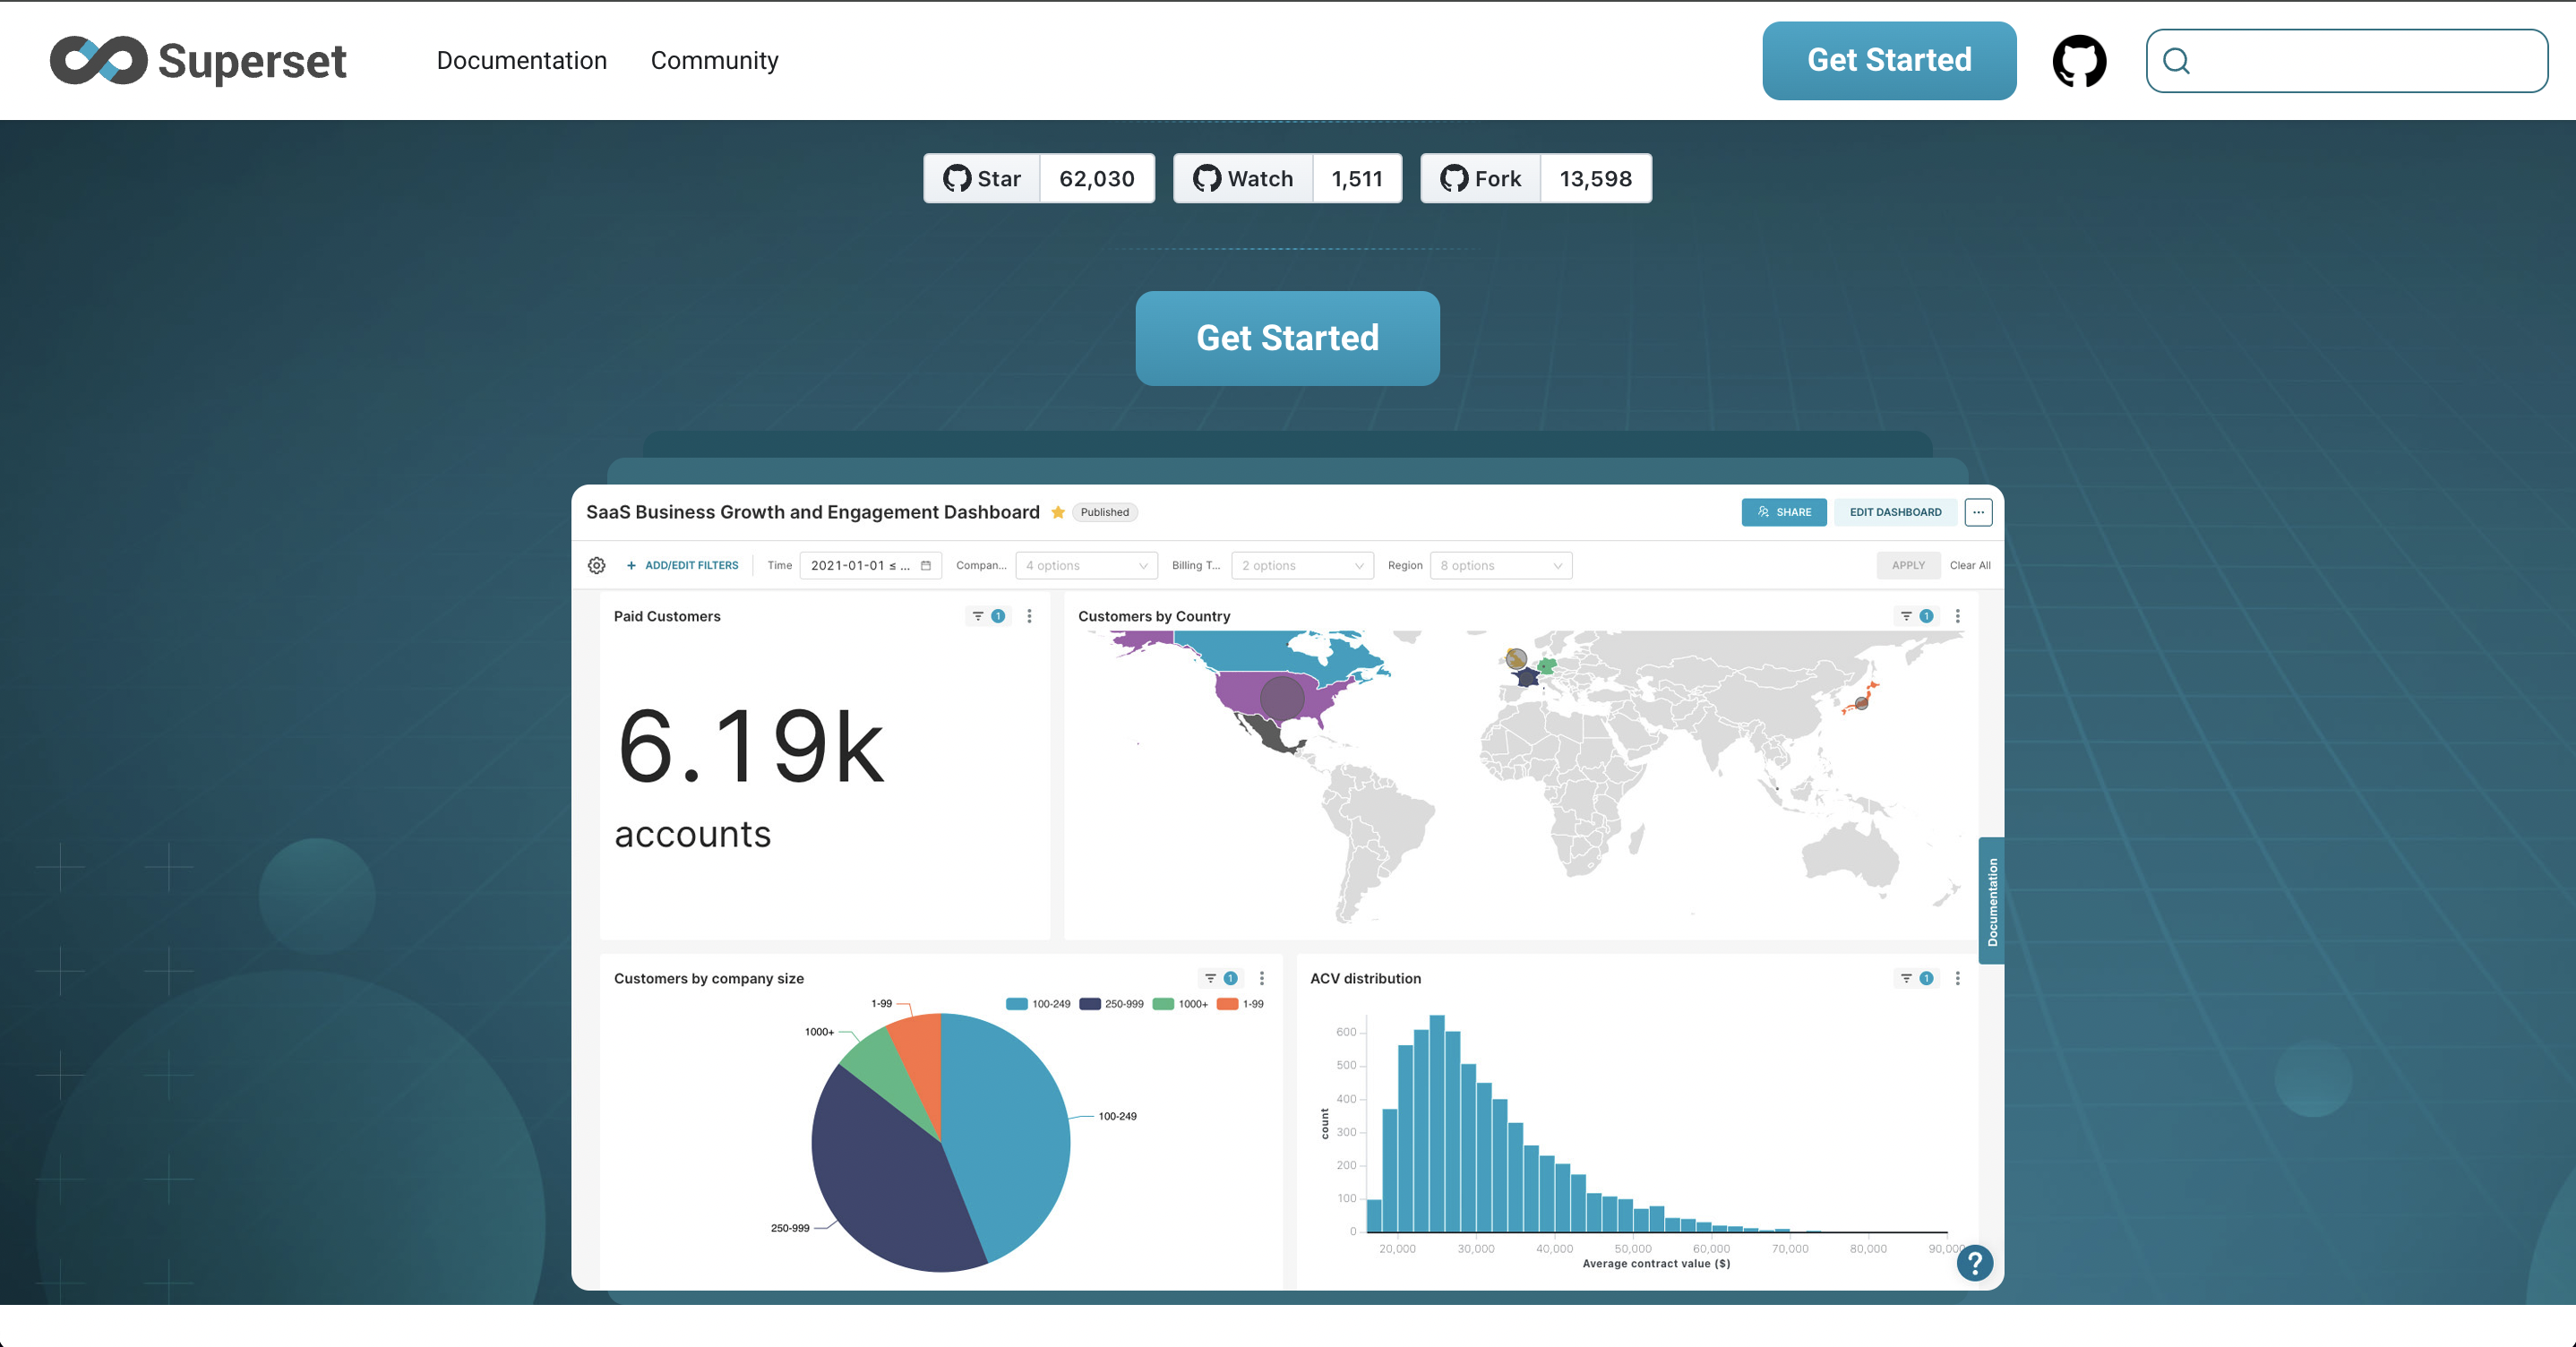 Superset
Documentation
Community
Get Started
Star 62,030
Watch 1,511
Fork 13,598
Get Started
SaaS Business Growth and Engagement Dashboard
Published
SHARE
EDIT DASHBOARD
...
+ ADD/EDIT FILTERS
Time
2021-01-01 ≤ ...
Compan...
4 options
Billing T...
2 options
Region
8 options
APPLY
Clear All
Paid Customers
1
6.19k
accounts
Customers by Country
1
Documentation
Customers by company size
1
100-249
250-999
1000+
1-99
1-99
1000+
100-249
250-999
ACV distribution
1
600
500
400
300
200
100
0
count
20,000
30,000
40,000
50,000
60,000
70,000
80,000
90,000
Average contract value ($)
?